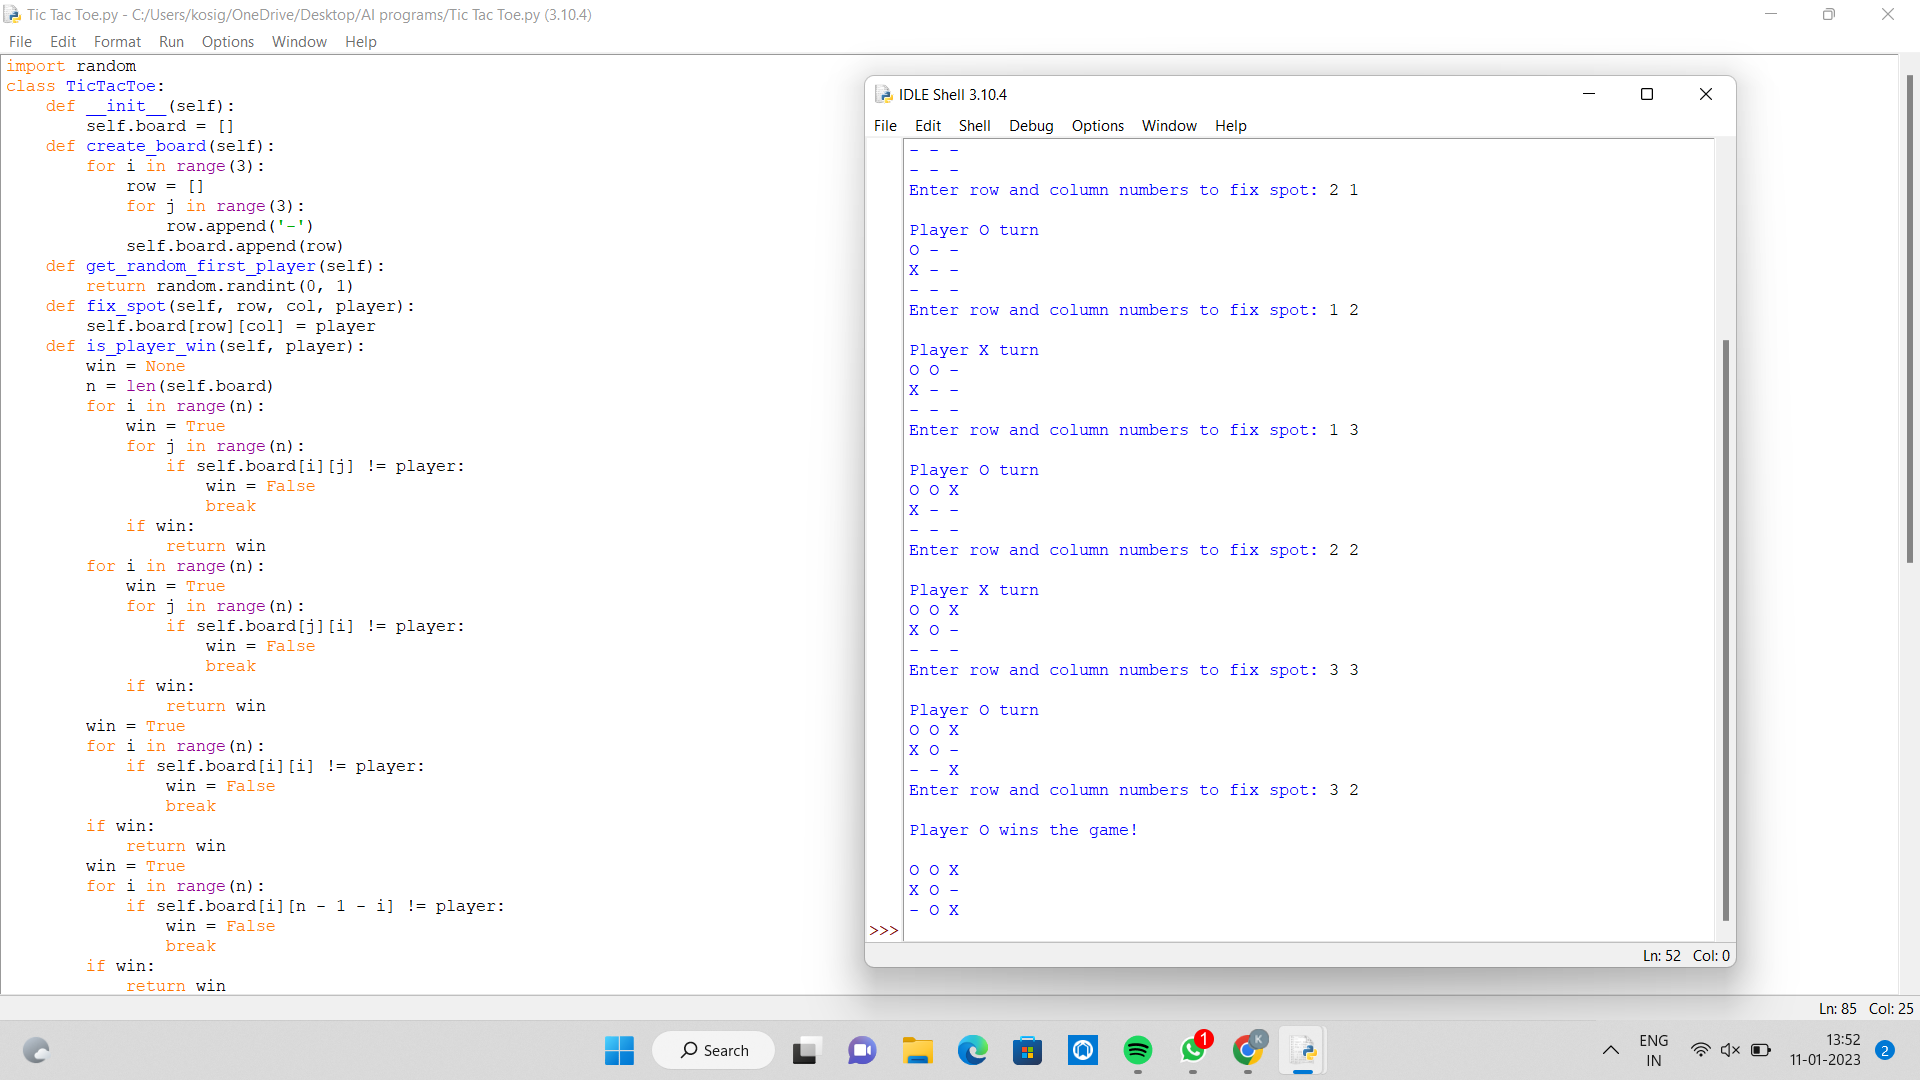 Tic Tac Toe.py - C:/Users/kosig/OneDrive/Desktop/AI programs/Tic Tac Toe.py (3.10.4)
File Edit Format Run Options Window Help
import random
class TicTacToe:
    def __init__(self):
        self.board = []
    def create_board(self):
        for i in range(3):
            row = []
            for j in range(3):
                row.append('-')
            self.board.append(row)
    def get_random_first_player(self):
        return random.randint(0, 1)
    def fix_spot(self, row, col, player):
        self.board[row][col] = player
    def is_player_win(self, player):
        win = None
        n = len(self.board)
        for i in range(n):
            win = True
            for j in range(n):
                if self.board[i][j] != player:
                    win = False
                    break
            if win:
                return win
        for i in range(n):
            win = True
            for j in range(n):
                if self.board[j][i] != player:
                    win = False
                    break
            if win:
                return win
        win = True
        for i in range(n):
            if self.board[i][i] != player:
                win = False
                break
        if win:
            return win
        win = True
        for i in range(n):
            if self.board[i][n - 1 - i] != player:
                win = False
                break
        if win:
            return win
Ln: 85 Col: 25
IDLE Shell 3.10.4
File Edit Shell Debug Options Window Help
- - -
- - -
Enter row and column numbers to fix spot: 2 1
Player O turn
O - -
X - -
- - -
Enter row and column numbers to fix spot: 1 2
Player X turn
O O -
X - -
- - -
Enter row and column numbers to fix spot: 1 3
Player O turn
O O X
X - -
- - -
Enter row and column numbers to fix spot: 2 2
Player X turn
O O X
X O -
- - -
Enter row and column numbers to fix spot: 3 3
Player O turn
O O X
X O -
- - X
Enter row and column numbers to fix spot: 3 2
Player O wins the game!
O O X
X O -
- O X
>>>
Ln: 52 Col: 0
Search
1
K
ENG
IN
13:52
11-01-2023
2